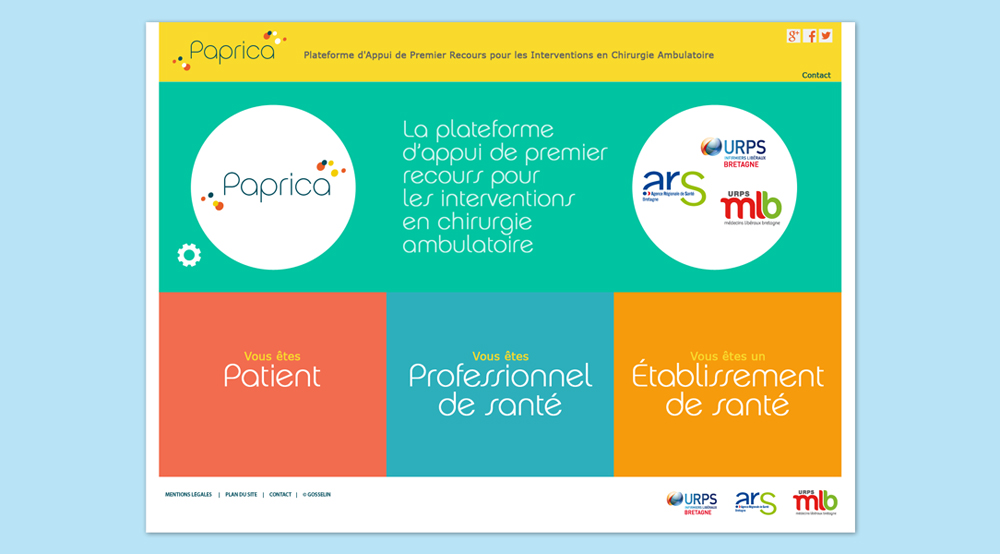 Paprica
Plateforme d'Appui de Premier Recours pour les Interventions en Chirurgie Ambulatoire
g+ f
Contact
Paprica
La plateforme
d'appui de premier
recours pour
les interventions
en chirurgie
ambulatoire
URPS
INFIRMIERS LIBÉRAUX
BRETAGNE
ars
Agence Régionale de Santé
Bretagne
URPS
mlb
médecins libéraux bretagne
Vous êtes
Patient
Vous êtes
Professionnel
de santé
Vous êtes un
Établissement
de santé
MENTIONS LÉGALES | PLAN DU SITE | CONTACT | © GOSSELIN
URPS
INFIRMIERS LIBÉRAUX
BRETAGNE
ars
Agence Régionale de Santé
Bretagne
URPS
mlb
médecins libéraux bretagne